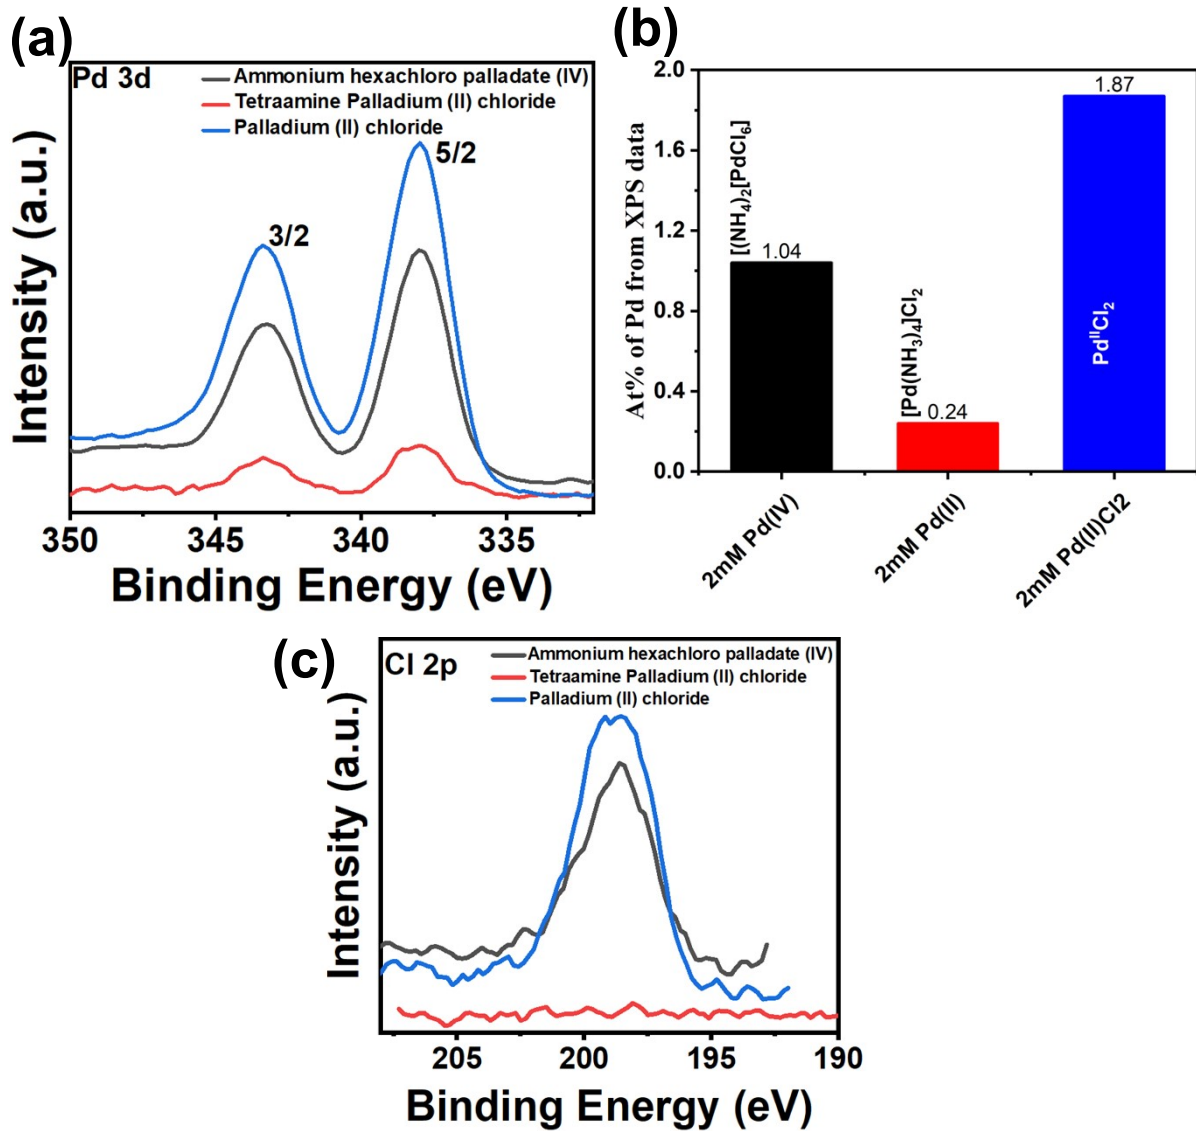 (a)
Pd 3d
Ammonium hexachloro palladate (IV)
Tetraamine Palladium (II) chloride
Palladium (II) chloride
5/2
3/2
Intensity (a.u.)
350 345 340 335
Binding Energy (eV)
(b)
At% of Pd from XPS data
2.0
1.6
1.2
0.8
0.4
0.0
[(NH4)2[PdCl6]
1.04
[Pd(NH3)4]Cl2
0.24
Pd^IICl2
1.87
2mM Pd(IV)
2mM Pd(II)
2mM Pd(II)Cl2
(c)
Cl 2p
Ammonium hexachloro palladate (IV)
Tetraamine Palladium (II) chloride
Palladium (II) chloride
Intensity (a.u.)
205 200 195 190
Binding Energy (eV)